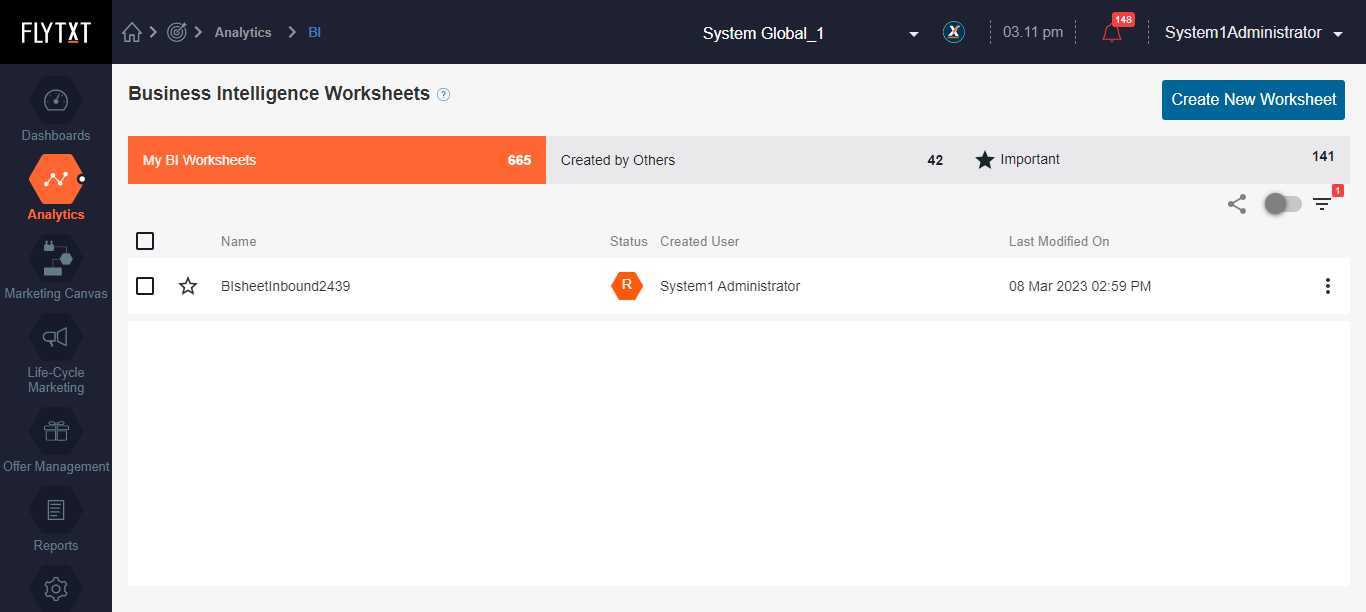 FLYTXT
Analytics
BI
System Global_1
X
03.11 pm
148
System1Administrator
Dashboards
Analytics
Marketing Canvas
Life-Cycle
Marketing
Offer Management
Reports
Business Intelligence Worksheets ?
Create New Worksheet
My BI Worksheets 665
Created by Others 42
Important 141
1
Name Status Created User Last Modified On
BIsheetInbound2439 R System1 Administrator 08 Mar 2023 02:59 PM